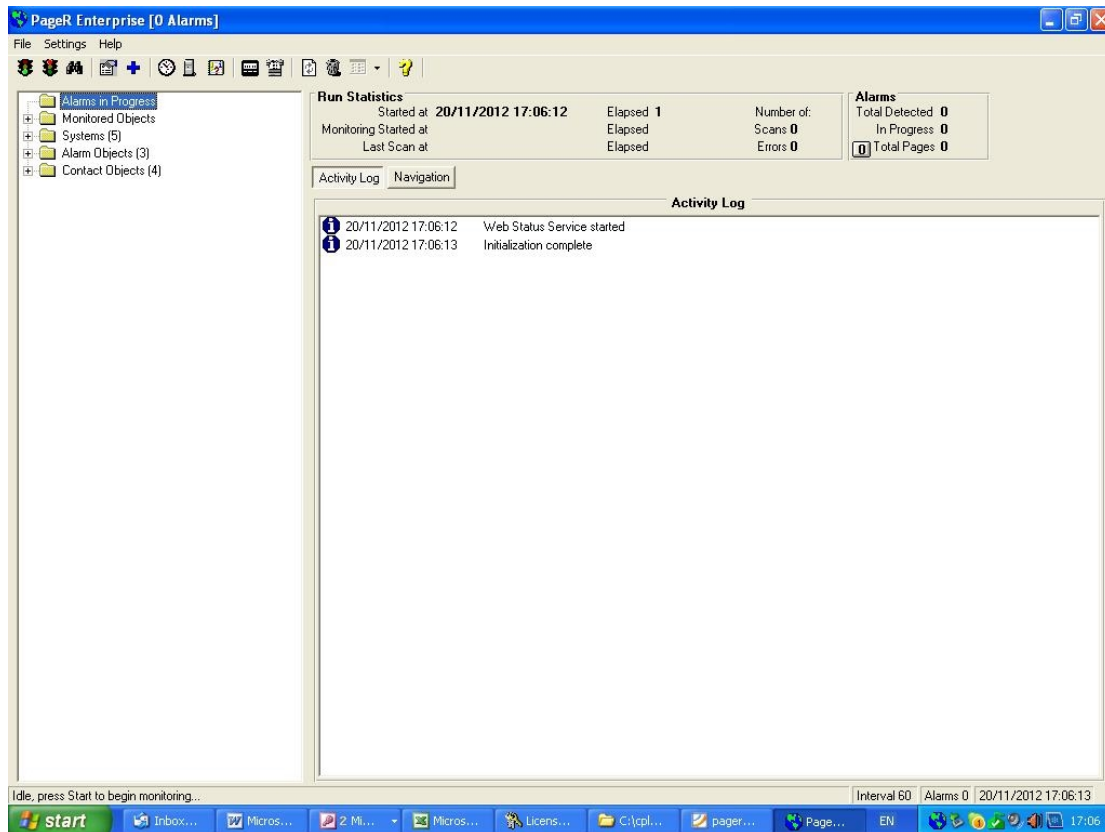 PageR Enterprise [0 Alarms]
File Settings Help
Alarms in Progress
Monitored Objects
Systems (5)
Alarm Objects (3)
Contact Objects (4)
Run Statistics
Started at 20/11/2012 17:06:12 Elapsed 1 Number of:
Monitoring Started at Elapsed Scans 0
Last Scan at Elapsed Errors 0
Alarms
Total Detected 0
In Progress 0
0 Total Pages 0
Activity Log Navigation
Activity Log
20/11/2012 17:06:12 Web Status Service started
20/11/2012 17:06:13 Initialization complete
Idle, press Start to begin monitoring... Interval 60 Alarms 0 20/11/2012 17:06:13
start Inbox... Micros... 2 Mi... Micros... Licens... C:\cpl... pager... Page... EN 17:06